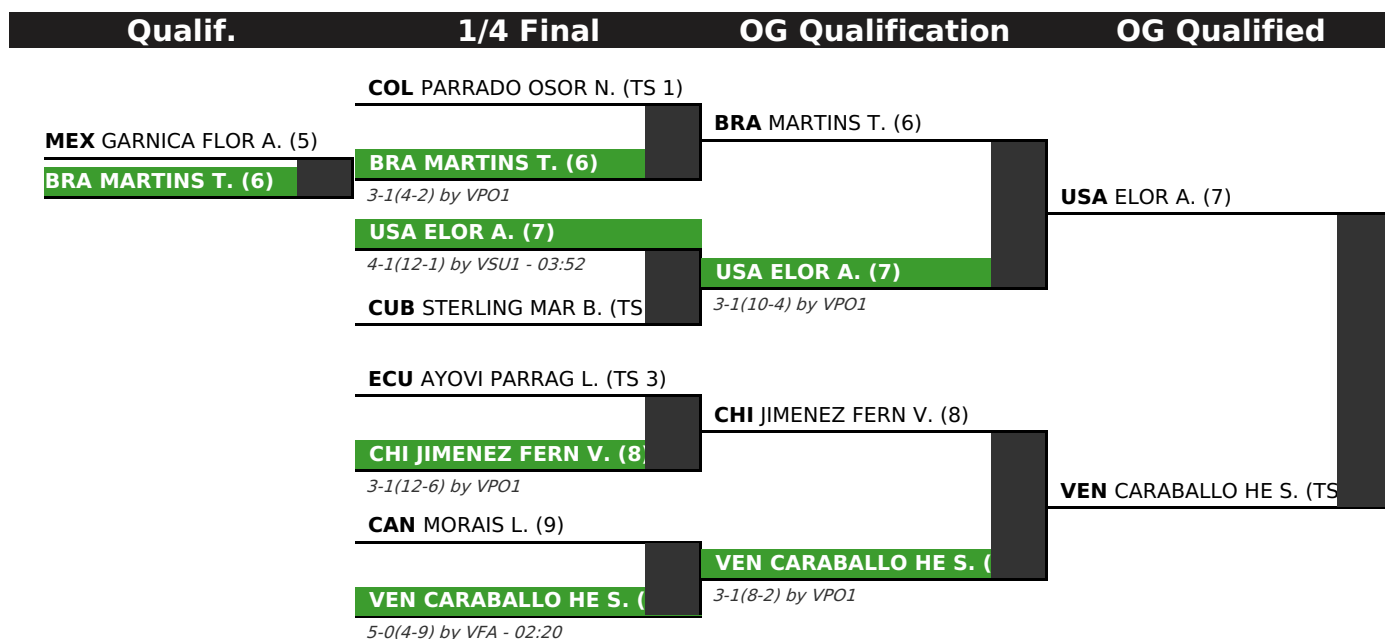 Qualif.
1/4 Final
OG Qualification
OG Qualified
MEX GARNICA FLOR A. (5)
BRA MARTINS T. (6)
COL PARRADO OSOR N. (TS 1)
BRA MARTINS T. (6)
3-1(4-2) by VPO1
USA ELOR A. (7)
4-1(12-1) by VSU1 - 03:52
CUB STERLING MAR B. (TS
ECU AYOVI PARRAG L. (TS 3)
CHI JIMENEZ FERN V. (8)
3-1(12-6) by VPO1
CAN MORAIS L. (9)
VEN CARABALLO HE S. (
5-0(4-9) by VFA - 02:20
BRA MARTINS T. (6)
USA ELOR A. (7)
3-1(10-4) by VPO1
CHI JIMENEZ FERN V. (8)
VEN CARABALLO HE S. (
3-1(8-2) by VPO1
USA ELOR A. (7)
VEN CARABALLO HE S. (TS